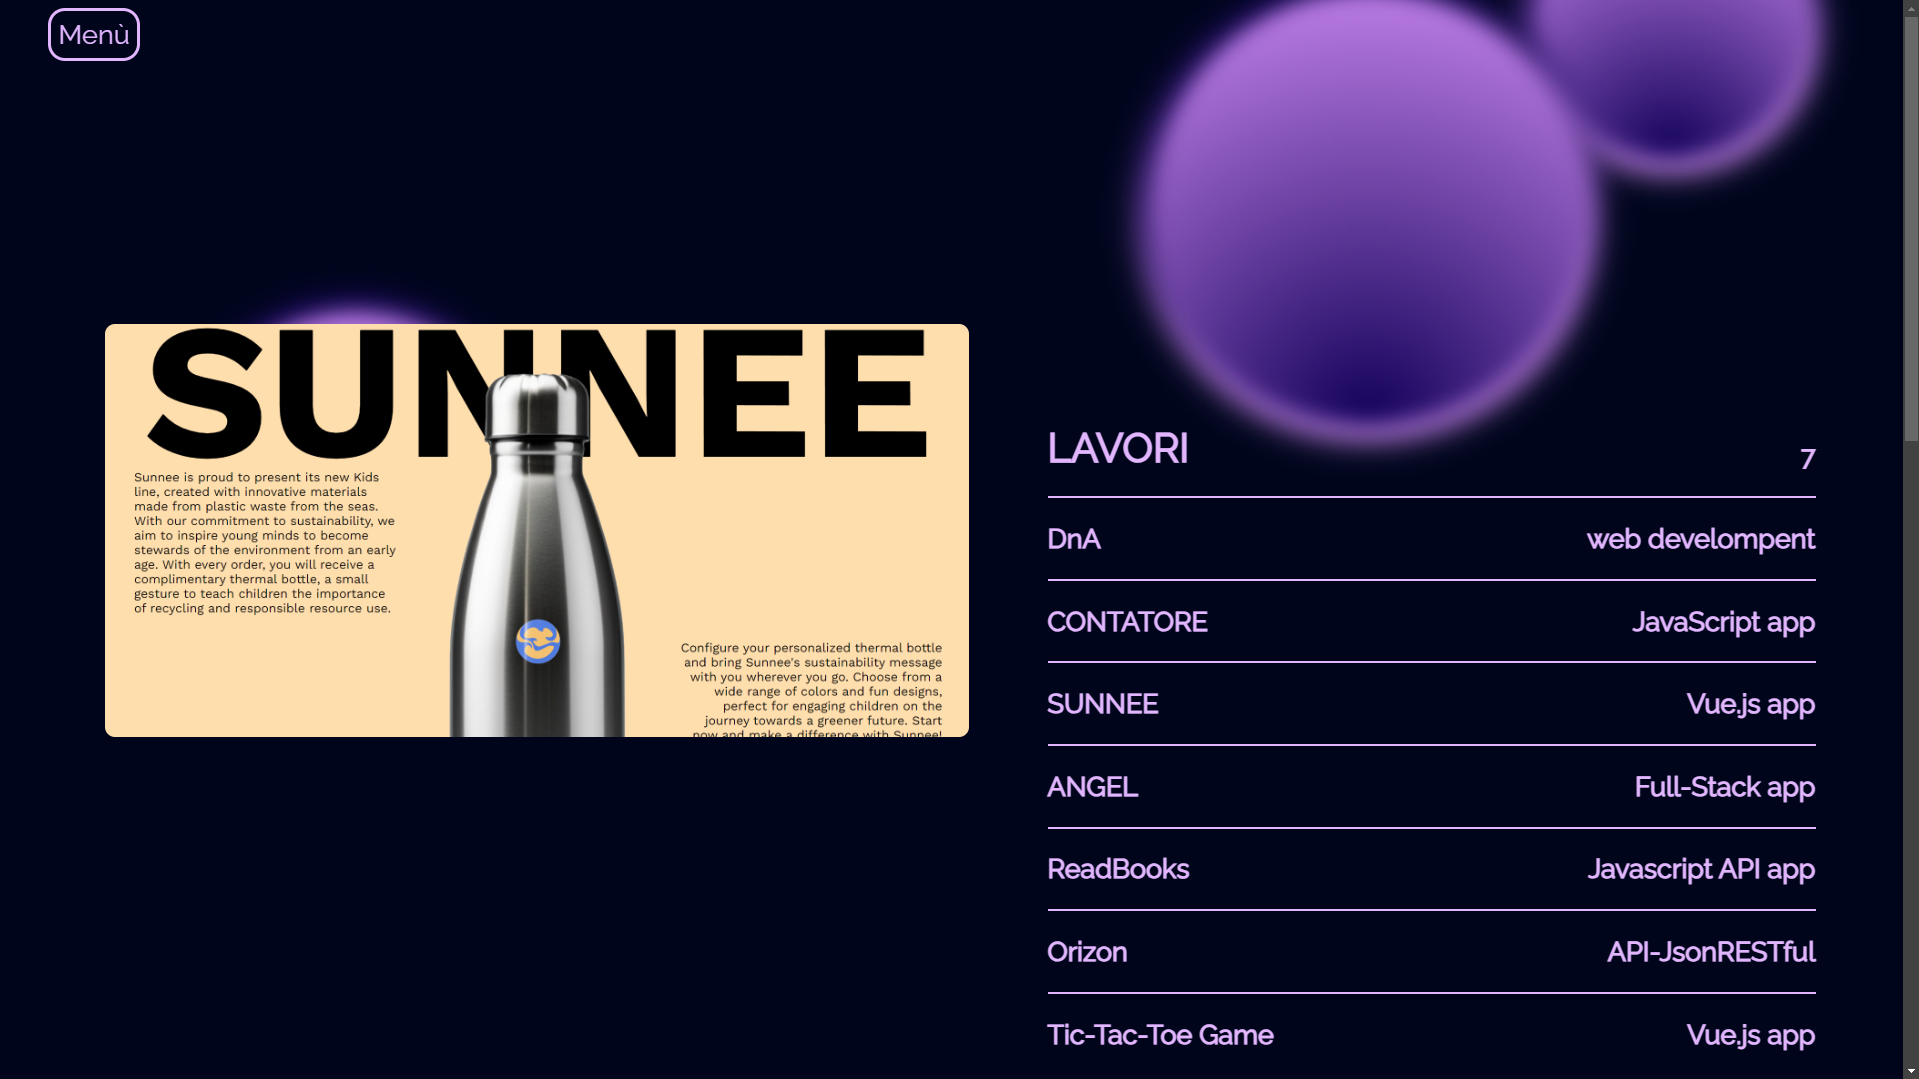 Menù
SUNNEE
Sunnee is proud to present its new Kids
line, created with innovative materials
made from plastic waste from the seas.
With our commitment to sustainability, we
aim to inspire young minds to become
stewards of the environment from an early
age. With every order, you will receive a
complimentary thermal bottle, a small
gesture to teach children the importance
of recycling and responsible resource use.
Configure your personalized thermal bottle
and bring Sunnee's sustainability message
with you wherever you go. Choose from a
wide range of colors and fun designs,
perfect for engaging children on the
journey towards a greener future. Start
now and make a difference with Sunnee!
LAVORI 7
DnA web develompent
CONTATORE JavaScript app
SUNNEE Vue.js app
ANGEL Full-Stack app
ReadBooks Javascript API app
Orizon API-JsonRESTful
Tic-Tac-Toe Game Vue.js app